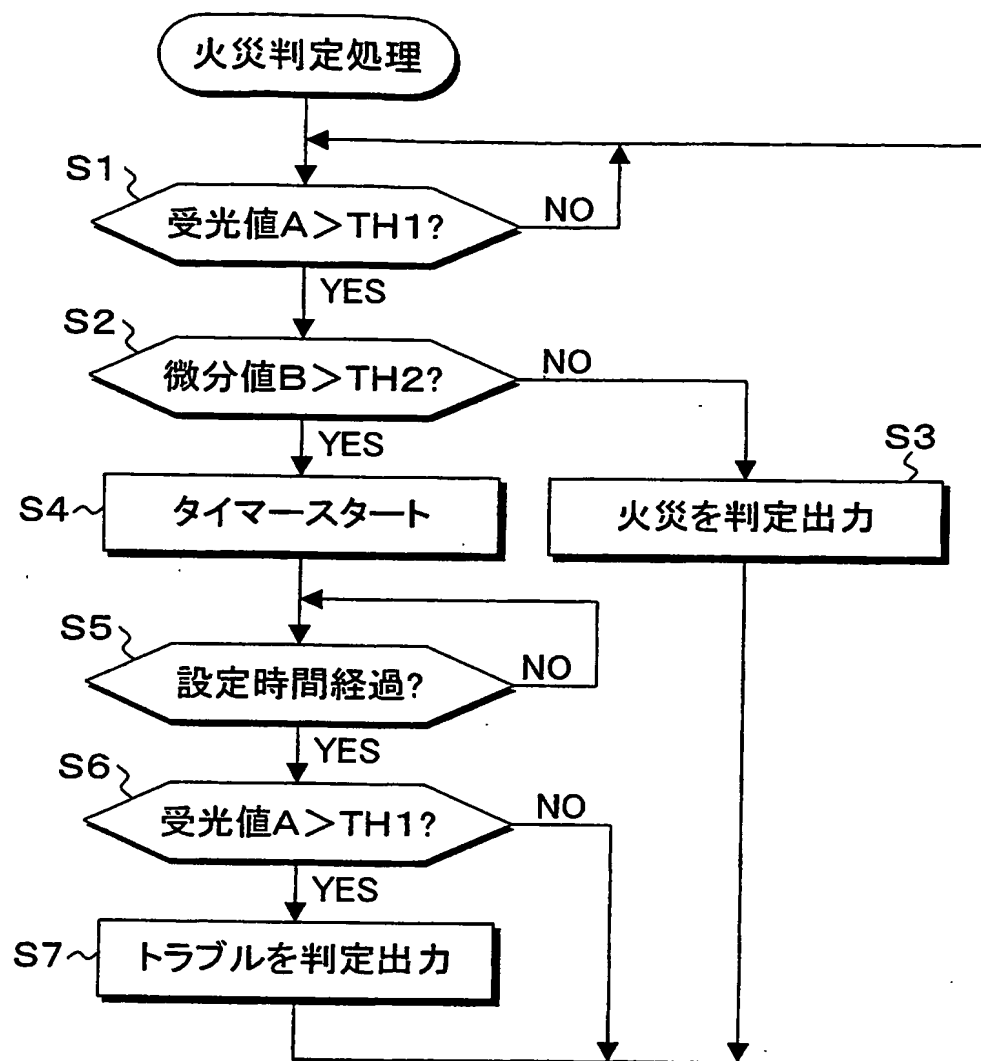 火災判定処理
S1
受光値A>TH1?
NO
YES
S2
微分値B>TH2?
NO
YES
S3
S4
タイマースタート
火災を判定出力
S5
設定時間経過?
NO
YES
S6
受光値A>TH1?
NO
YES
S7
トラブルを判定出力